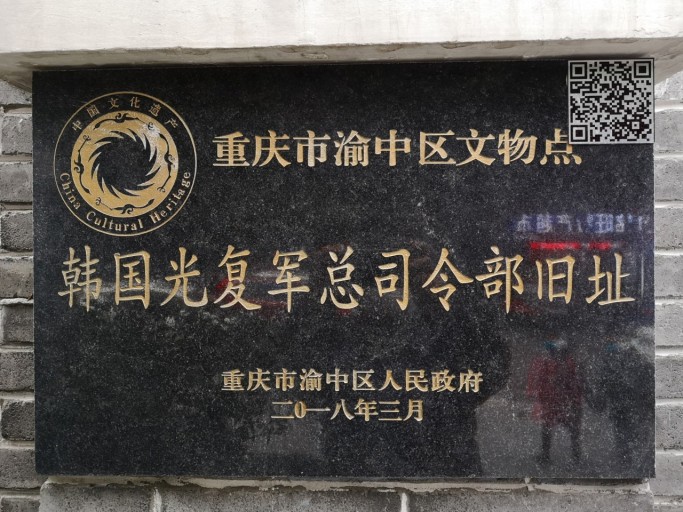 中国文化遗产
China Cultural Heritage
重庆市渝中区文物点
韩国光复军总司令部旧址
重庆市渝中区人民政府
二0一八年三月